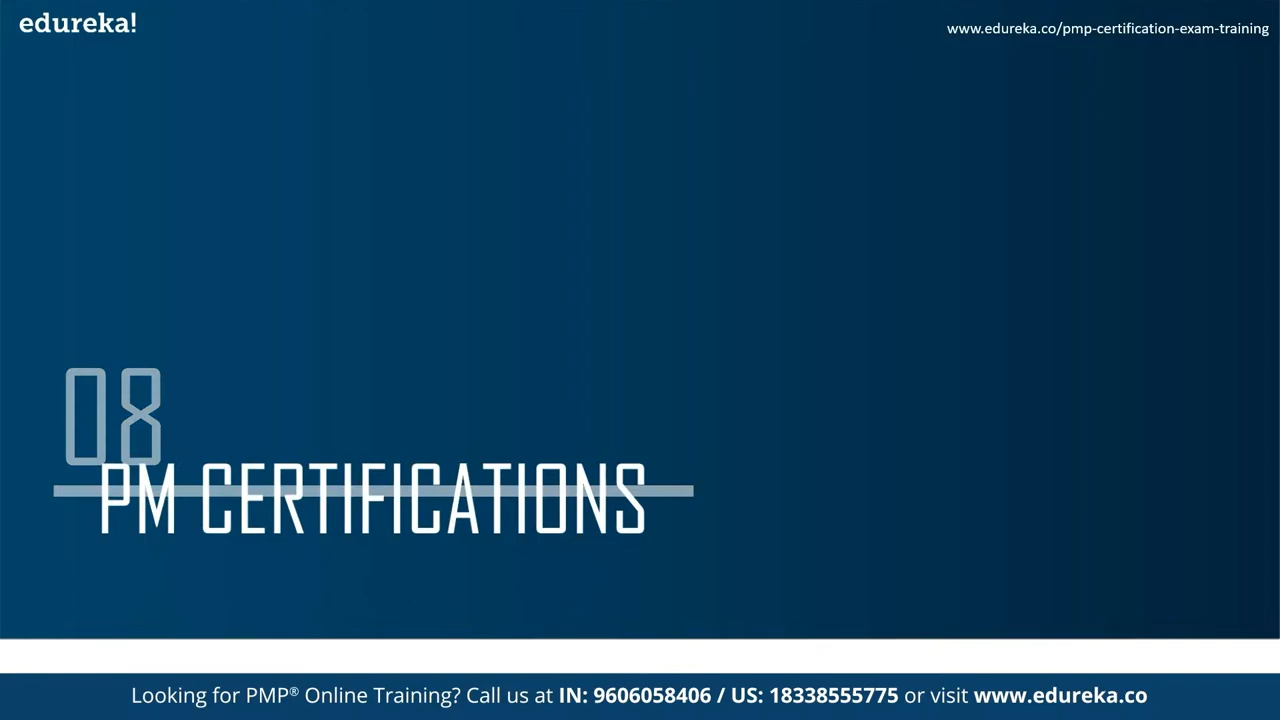 edureka!
www.edureka.co/pmp-certification-exam-training
08
PM CERTIFICATIONS
Looking for PMP® Online Training? Call us at IN: 9606058406 / US: 18338555775 or visit www.edureka.co